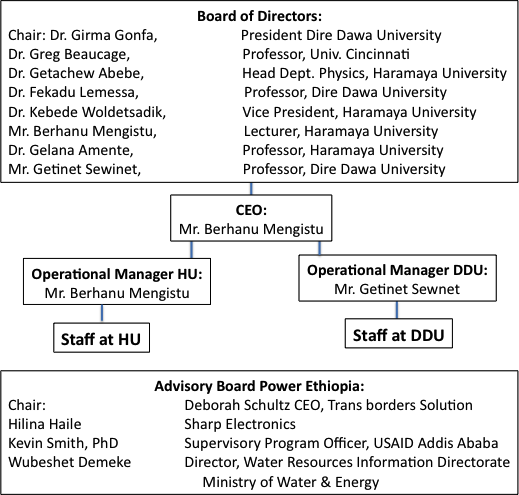 Board of Directors:
Chair: Dr. Girma Gonfa, President Dire Dawa University
Dr. Greg Beaucage, Professor, Univ. Cincinnati
Dr. Getachew Abebe, Head Dept. Physics, Haramaya University
Dr. Fekadu Lemessa, Professor, Dire Dawa University
Dr. Kebede Woldetsadik, Vice President, Haramaya University
Mr. Berhanu Mengistu, Lecturer, Haramaya University
Dr. Gelana Amente, Professor, Haramaya University
Mr. Getinet Sewinet, Professor, Dire Dawa University
CEO:
Mr. Berhanu Mengistu
Operational Manager HU:
Mr. Berhanu Mengistu
Operational Manager DDU:
Mr. Getinet Sewnet
Staff at HU
Staff at DDU
Advisory Board Power Ethiopia:
Chair: Deborah Schultz CEO, Trans borders Solution
Hilina Haile Sharp Electronics
Kevin Smith, PhD Supervisory Program Officer, USAID Addis Ababa
Wubeshet Demeke Director, Water Resources Information Directorate
Ministry of Water & Energy